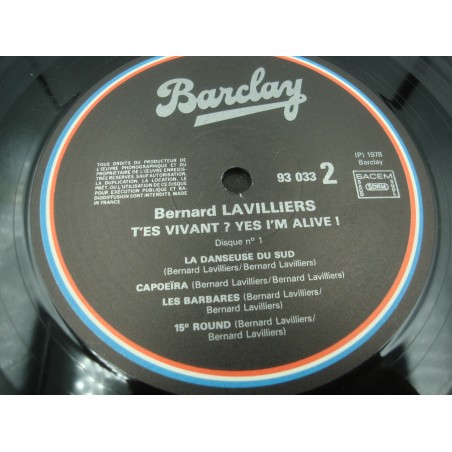 Barclay
TOUS DROITS DU PRODUCTEUR DE
L'ŒUVRE PHONOGRAPHIQUE ET DU
PROPRIÉTAIRE DE L'ŒUVRE ENREGIS-
TRÉE RÉSERVÉS. SAUF AUTORISATION,
LA DUPLICATION, LA LOCATION, LE
PRÊT, OU L'UTILISATION DE CE DISQUE
POUR EXÉCUTION PUBLIQUE ET RA-
DIODIFFUSION SONT INTERDITS. MADE
IN FRANCE
93 033 2
(P) 1978
Barclay
SACEM
SDRM
Bernard LAVILLIERS
T'ES VIVANT ? YES I'M ALIVE !
Disque n° 1
LA DANSEUSE DU SUD
(Bernard Lavilliers/Bernard Lavilliers)
CAPOEÏRA (Bernard Lavilliers/
Bernard Lavilliers)
LES BARBARES (Bernard Lavilliers/
Bernard Lavilliers)
15e ROUND (Bernard Lavilliers/
Bernard Lavilliers)